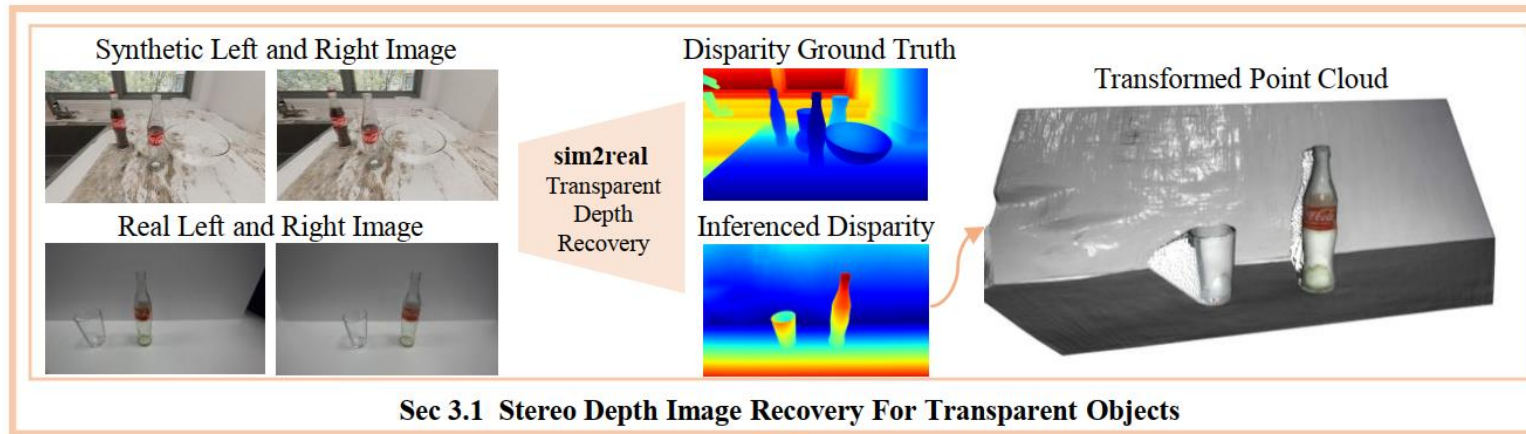 Synthetic Left and Right Image
Disparity Ground Truth
Transformed Point Cloud
sim2real
Transparent
Depth
Recovery
Real Left and Right Image
Inferenced Disparity
Sec 3.1 Stereo Depth Image Recovery For Transparent Objects